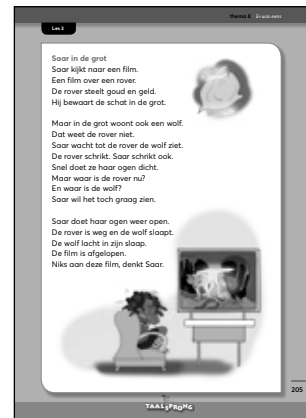 thema 8 Er was eens
Les 3
Saar in de grot
Saar kijkt naar een film.
Een film over een rover.
De rover steelt goud en geld.
Hij bewaart de schat in de grot.
Maar in de grot woont ook een wolf.
Dat weet de rover niet.
Saar wacht tot de rover de wolf ziet.
De rover schrikt. Saar schrikt ook.
Snel doet ze haar ogen dicht.
Maar waar is de rover nu?
En waar is de wolf?
Saar wil het toch graag zien.
Saar doet haar ogen weer open.
De rover is weg en de wolf slaapt.
De wolf lacht in zijn slaap.
De film is afgelopen.
Niks aan deze film, denkt Saar.
205
TAALSPRONG